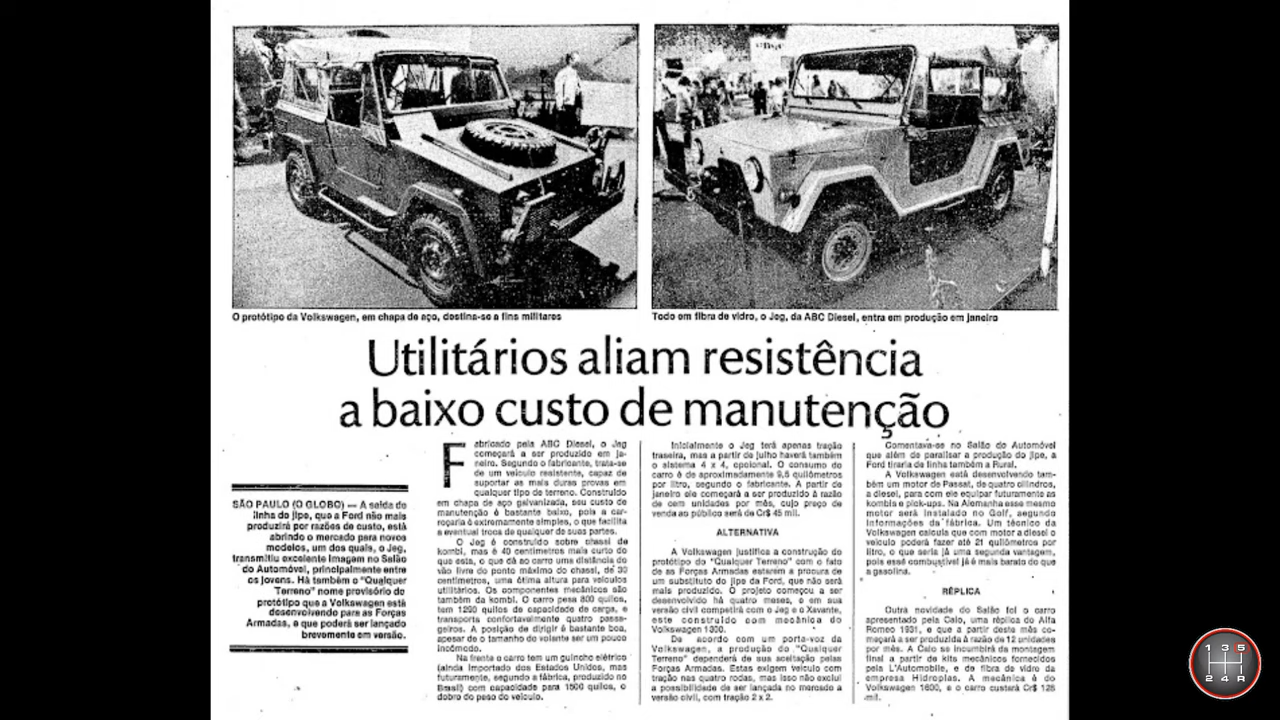 O protótipo da Volkswagen, em chapa de aço, destina-se a fins militares
Todo em fibra de vidro, o Jeg, da ABC Diesel, entra em produção em janeiro
Utilitários aliam resistência
a baixo custo de manutenção
SÃO PAULO (O GLOBO) — A saída de
linha do jipe, que a Ford não mais
produzirá por razões de custo, está
abrindo o mercado para novos
modelos, um dos quais, o Jeg,
transmitiu excelente imagem no Salão
do Automóvel, principalmente entre
os jovens. Há também o "Qualquer
Terreno" nome provisório do
protótipo que a Volkswagen está
desenvolvendo para as Forças
Armadas, e que poderá ser lançado
brevemente em versão.
Fabricado pela ABC Diesel, o Jeg
começará a ser produzido em ja-
neiro. Segundo o fabricante, trata-se
de um veículo resistente, capaz de
suportar as mais duras provas em
qualquer tipo de terreno. Construído
em chapa de aço galvanizada, seu custo de
manutenção é bastante baixo, pois a car-
roçaria é extremamente simples, o que facilita
a eventual troca de qualquer de suas partes.
O Jeg é construído sobre chassi de
kombi, mas é 40 centímetros mais curto do
que esta, o que dá ao carro uma distância do
vão livre do ponto máximo do chassi, de 30
centímetros, uma ótima altura para veículos
utilitários. Os componentes mecânicos são
também da kombi. O carro pesa 800 quilos,
tem 1290 quilos de capacidade de carga, e
transporta confortavelmente quatro passa-
geiros. A posição de dirigir é bastante boa,
apesar de o tamanho do volante ser um pouco
incômodo.
Na frente o carro tem um guincho elétrico
(ainda importado dos Estados Unidos, mas
futuramente, segundo a fábrica, produzido no
Brasil) com capacidade para 1500 quilos, o
dobro do peso do veículo.
Inicialmente o Jeg terá apenas tração
traseira, mas a partir de julho haverá também
o sistema 4 x 4, opcional. O consumo do
carro é de aproximadamente 9,5 quilômetros
por litro, segundo o fabricante. A partir de
janeiro ele começará a ser produzido à razão
de cem unidades por mês, cujo preço de
venda ao público será de Cr$ 45 mil.
ALTERNATIVA
A Volkswagen justifica a construção do
protótipo do "Qualquer Terreno" com o fato
de as Forças Armadas estarem à procura de
um substituto do jipe da Ford, que não será
mais produzido. O projeto começou a ser
desenvolvido há quatro meses, e em sua
versão civil competirá com o Jeg e o Xavante,
este construído com mecânica do
Volkswagen 1300.
De acordo com um porta-voz da
Volkswagen, a produção do "Qualquer
Terreno" dependerá de sua aceitação pelas
Forças Armadas. Estas exigem veículo com
tração nas quatro rodas, mas isso não exclui
a possibilidade de ser lançada no mercado a
versão civil, com tração 2 x 2.
Comentava-se no Salão do Automóvel
que além de paralisar a produção do jipe, a
Ford tiraria de linha também a Rural.
A Volkswagen está desenvolvendo tam-
bém um motor de Passat, de quatro cilindros,
a diesel, para com ele equipar futuramente as
kombis e pick-ups. Na Alemanha esse mesmo
motor será instalado no Golf, segundo
informações da fábrica. Um técnico da
Volkswagen calcula que com motor a diesel o
veículo poderá fazer até 21 quilômetros por
litro, o que seria já uma segunda vantagem,
pois esse combustível já é mais barato do que
a gasolina.
RÉPLICA
Outra novidade do Salão foi o carro
apresentado pela Caio, uma réplica do Alfa
Romeo 1931, e que a partir deste mês co-
meçará a ser produzida à razão de 12 unidades
por mês. A Caio se incumbirá da montagem
final a partir de kits mecânicos fornecidos
pela L'Automobile, e de fibra de vidro da
empresa Hidroplas. A mecânica é do
Volkswagen 1600, e o carro custará Cr$ 125
mil.
1 3 5
2 4 R